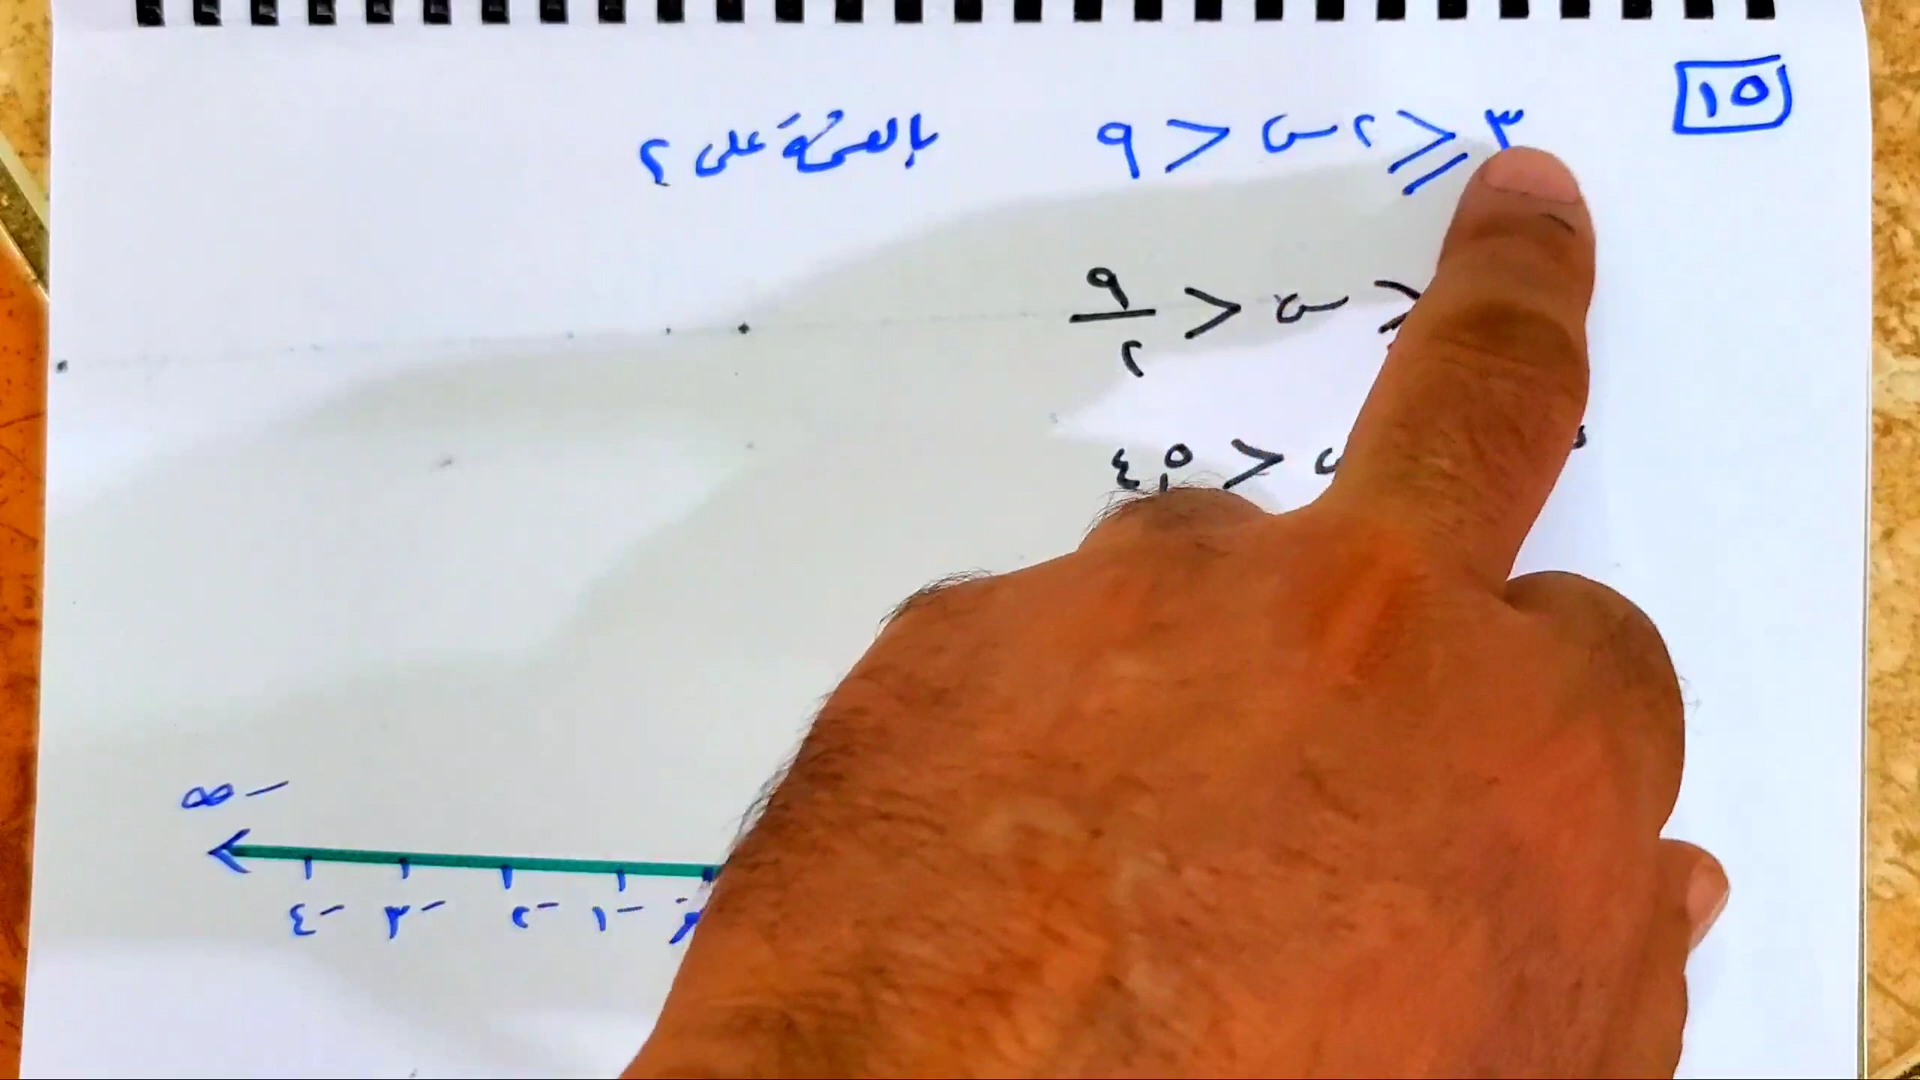 ١٥
٣ ≤ ٢س < ٩ بالقسمة على ٢
< س < ٩/٢
< ٤,٥
-∞
-١ -٢ -٣ -٤